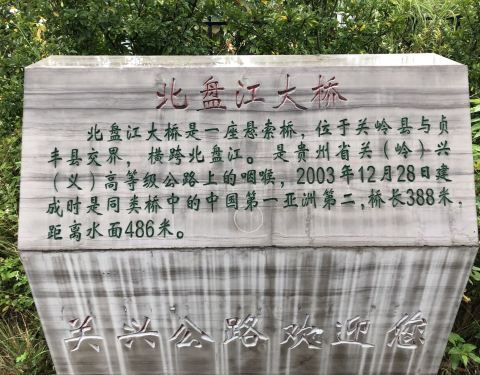 北盘江大桥
北盘江大桥是一座悬索桥，位于关岭县与贞
丰县交界，横跨北盘江。是贵州省关（岭）兴
（义）高等级公路上的咽喉，2003年12月28日建
成时是同类桥中的中国第一亚洲第二，桥长388米，
距离水面486米。
关兴公路欢迎您